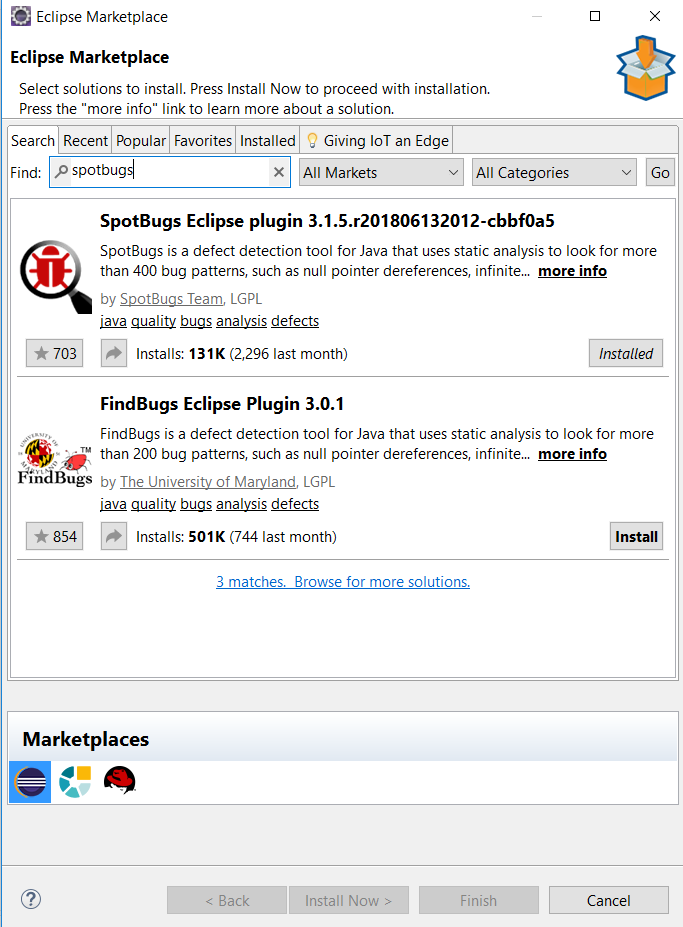 Eclipse Marketplace
Eclipse Marketplace
Select solutions to install. Press Install Now to proceed with installation.
Press the "more info" link to learn more about a solution.
Search Recent Popular Favorites Installed Giving IoT an Edge
Find: spotbugs All Markets All Categories Go
SpotBugs Eclipse plugin 3.1.5.r201806132012-cbbf0a5
SpotBugs is a defect detection tool for Java that uses static analysis to look for more
than 400 bug patterns, such as null pointer dereferences, infinite... more info
by SpotBugs Team, LGPL
java quality bugs analysis defects
703 Installs: 131K (2,296 last month) Installed
FindBugs Eclipse Plugin 3.0.1
UNIVERSITY OF
MARYLAND
TM
FindBugs
FindBugs is a defect detection tool for Java that uses static analysis to look for more
than 200 bug patterns, such as null pointer dereferences, infinite... more info
by The University of Maryland, LGPL
java quality bugs analysis defects
854 Installs: 501K (744 last month) Install
3 matches. Browse for more solutions.
Marketplaces
? < Back Install Now > Finish Cancel